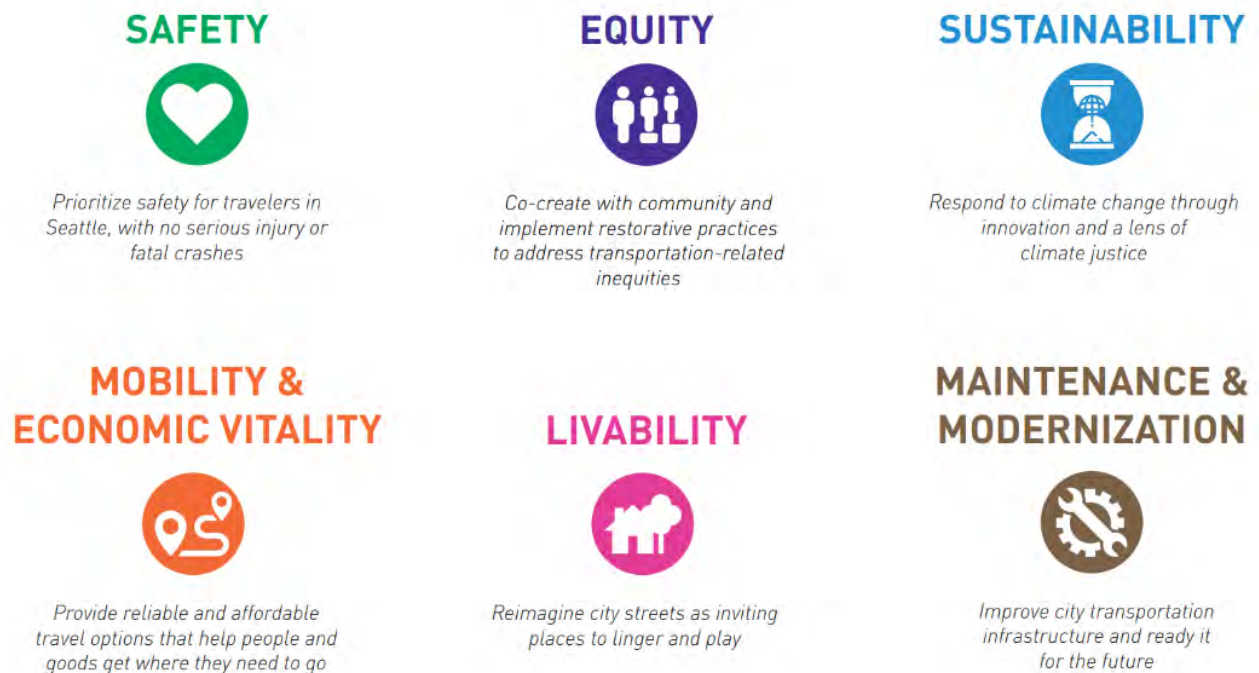 SAFETY
Prioritize safety for travelers in
Seattle, with no serious injury or
fatal crashes
EQUITY
Co-create with community and
implement restorative practices
to address transportation-related
inequities
SUSTAINABILITY
Respond to climate change through
innovation and a lens of
climate justice
MOBILITY &
ECONOMIC VITALITY
Provide reliable and affordable
travel options that help people and
goods get where they need to go
LIVABILITY
Reimagine city streets as inviting
places to linger and play
MAINTENANCE &
MODERNIZATION
Improve city transportation
infrastructure and ready it
for the future